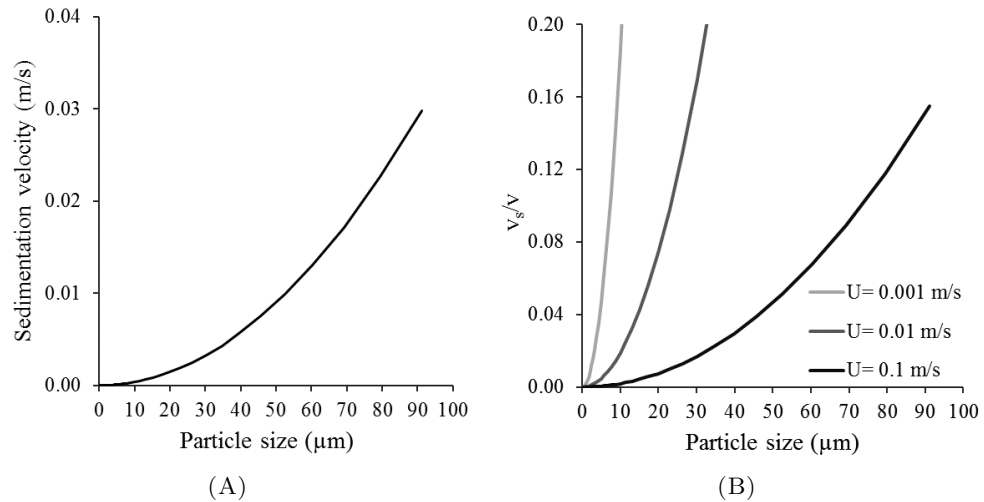 0.04
0.03
0.02
0.01
0.00
Sedimentation velocity (m/s)
0 10 20 30 40 50 60 70 80 90 100
Particle size (µm)
(A)
0.20
0.16
0.12
0.08
0.04
0.00
vs/v
U= 0.001 m/s
U= 0.01 m/s
U= 0.1 m/s
0 10 20 30 40 50 60 70 80 90 100
Particle size (µm)
(B)